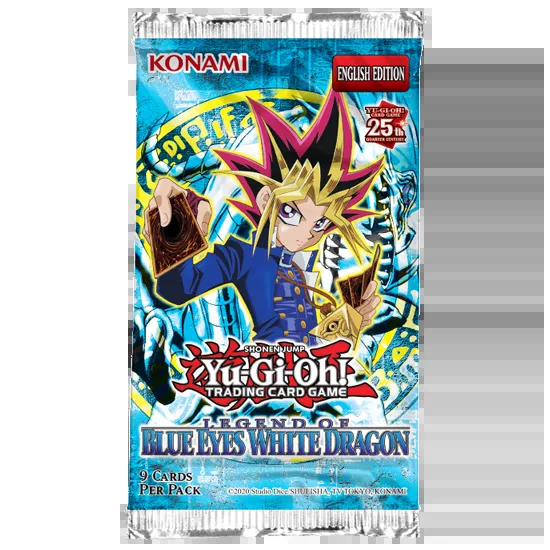 KONAMI
ENGLISH EDITION
YU-GI-OH!
CARD GAME
25th
QUARTER CENTURY
SHONEN JUMP
Yu-Gi-Oh!
TRADING CARD GAME
LEGEND OF
BLUE EYES WHITE DRAGON
9 CARDS
PER PACK
©2020 Studio Dice/SHUEISHA, TV TOKYO, KONAMI